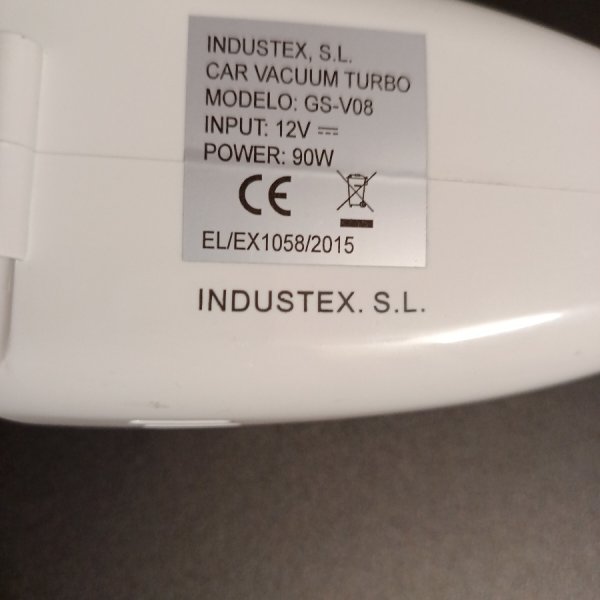 INDUSTEX, S.L.
CAR VACUUM TURBO
MODELO: GS-V08
INPUT: 12V ⎓
POWER: 90W
CE
EL/EX1058/2015
INDUSTEX. S.L.